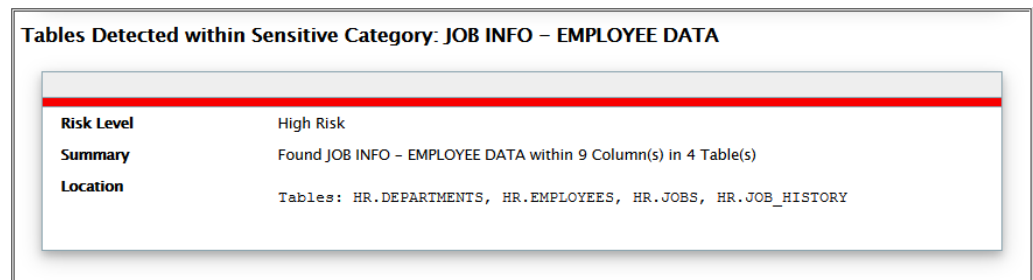 Tables Detected within Sensitive Category: JOB INFO – EMPLOYEE DATA
Risk Level High Risk
Summary Found JOB INFO – EMPLOYEE DATA within 9 Column(s) in 4 Table(s)
Location Tables: HR.DEPARTMENTS, HR.EMPLOYEES, HR.JOBS, HR.JOB_HISTORY